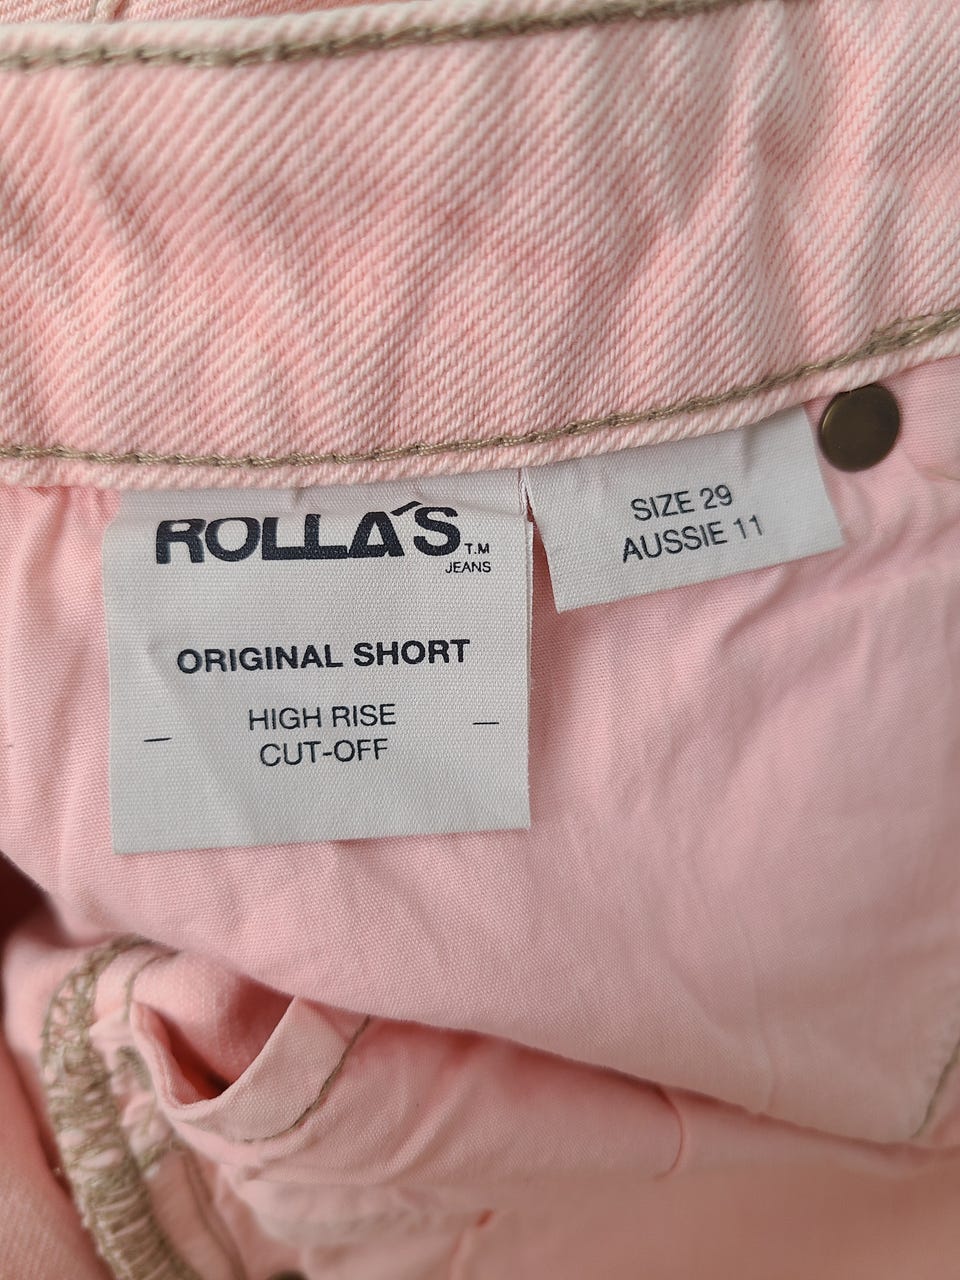 ROLLA'S T.M
JEANS
ORIGINAL SHORT
HIGH RISE
CUT-OFF
SIZE 29
AUSSIE 11